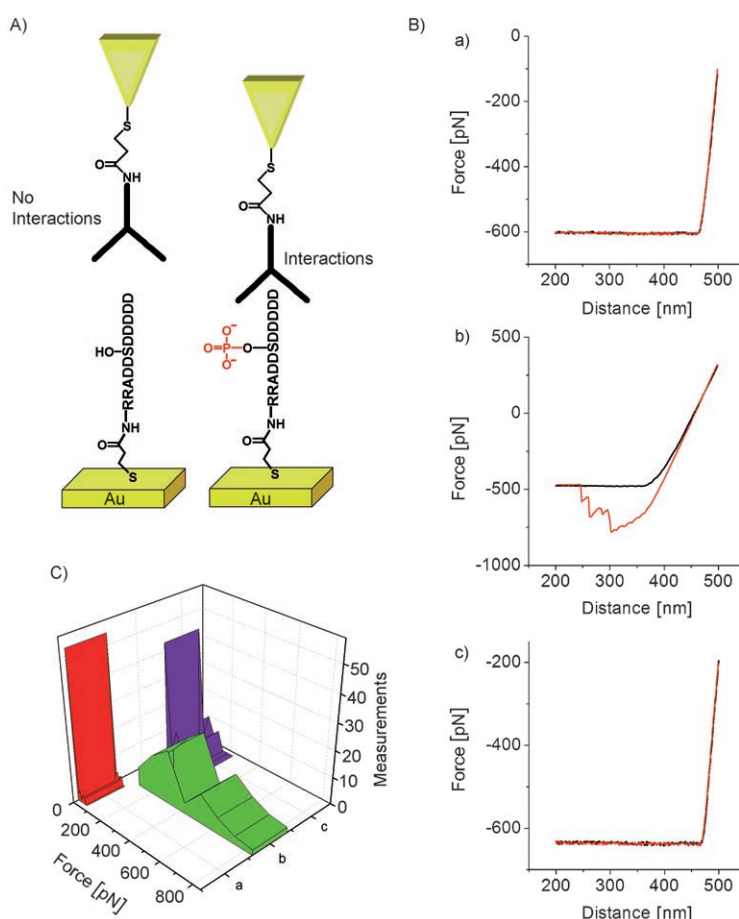 A)
S
O
NH
No
Interactions
HO
RRADDSDDDDD
NH
O
S
Au
S
O
NH
Interactions
O⁻
O=P-O
O⁻
RRADDSDDDDD
NH
O
S
Au
B)
a)
0
-200
-400
-600
Force [pN]
200 300 400 500
Distance [nm]
b)
500
0
-500
-1000
Force [pN]
200 300 400 500
Distance [nm]
c)
-200
-400
-600
Force [pN]
200 300 400 500
Distance [nm]
C)
50
40
30
20
10
0
Measurements
0
200
400
600
800
Force [pN]
a
b
c